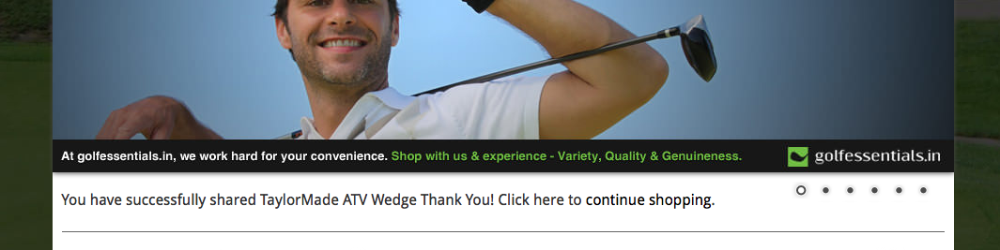 At golfessentials.in, we work hard for your convenience. Shop with us & experience - Variety, Quality & Genuineness.
golfessentials.in
You have successfully shared TaylorMade ATV Wedge Thank You! Click here to continue shopping.